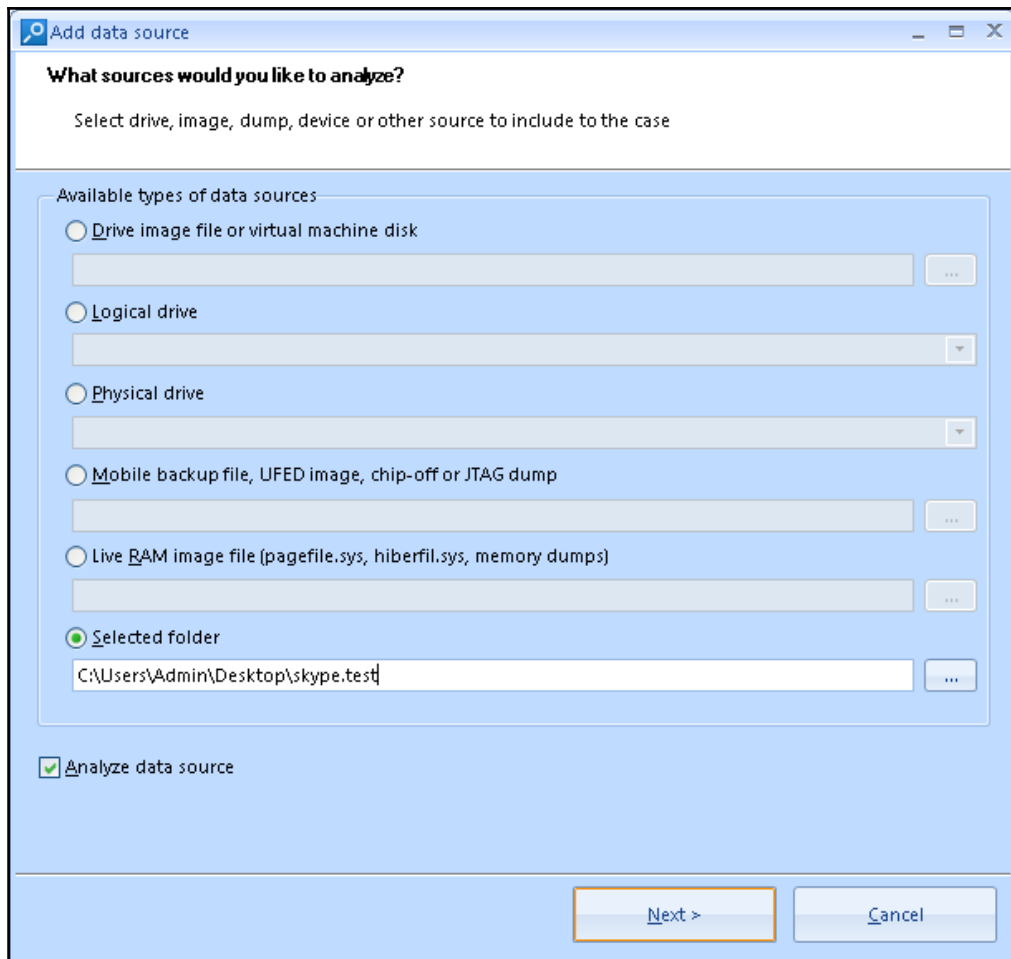 Add data source
What sources would you like to analyze?
Select drive, image, dump, device or other source to include to the case
Available types of data sources
Drive image file or virtual machine disk
...
Logical drive
Physical drive
Mobile backup file, UFED image, chip-off or JTAG dump
...
Live RAM image file (pagefile.sys, hiberfil.sys, memory dumps)
...
Selected folder
C:\Users\Admin\Desktop\skype.test
...
Analyze data source
Next >
Cancel